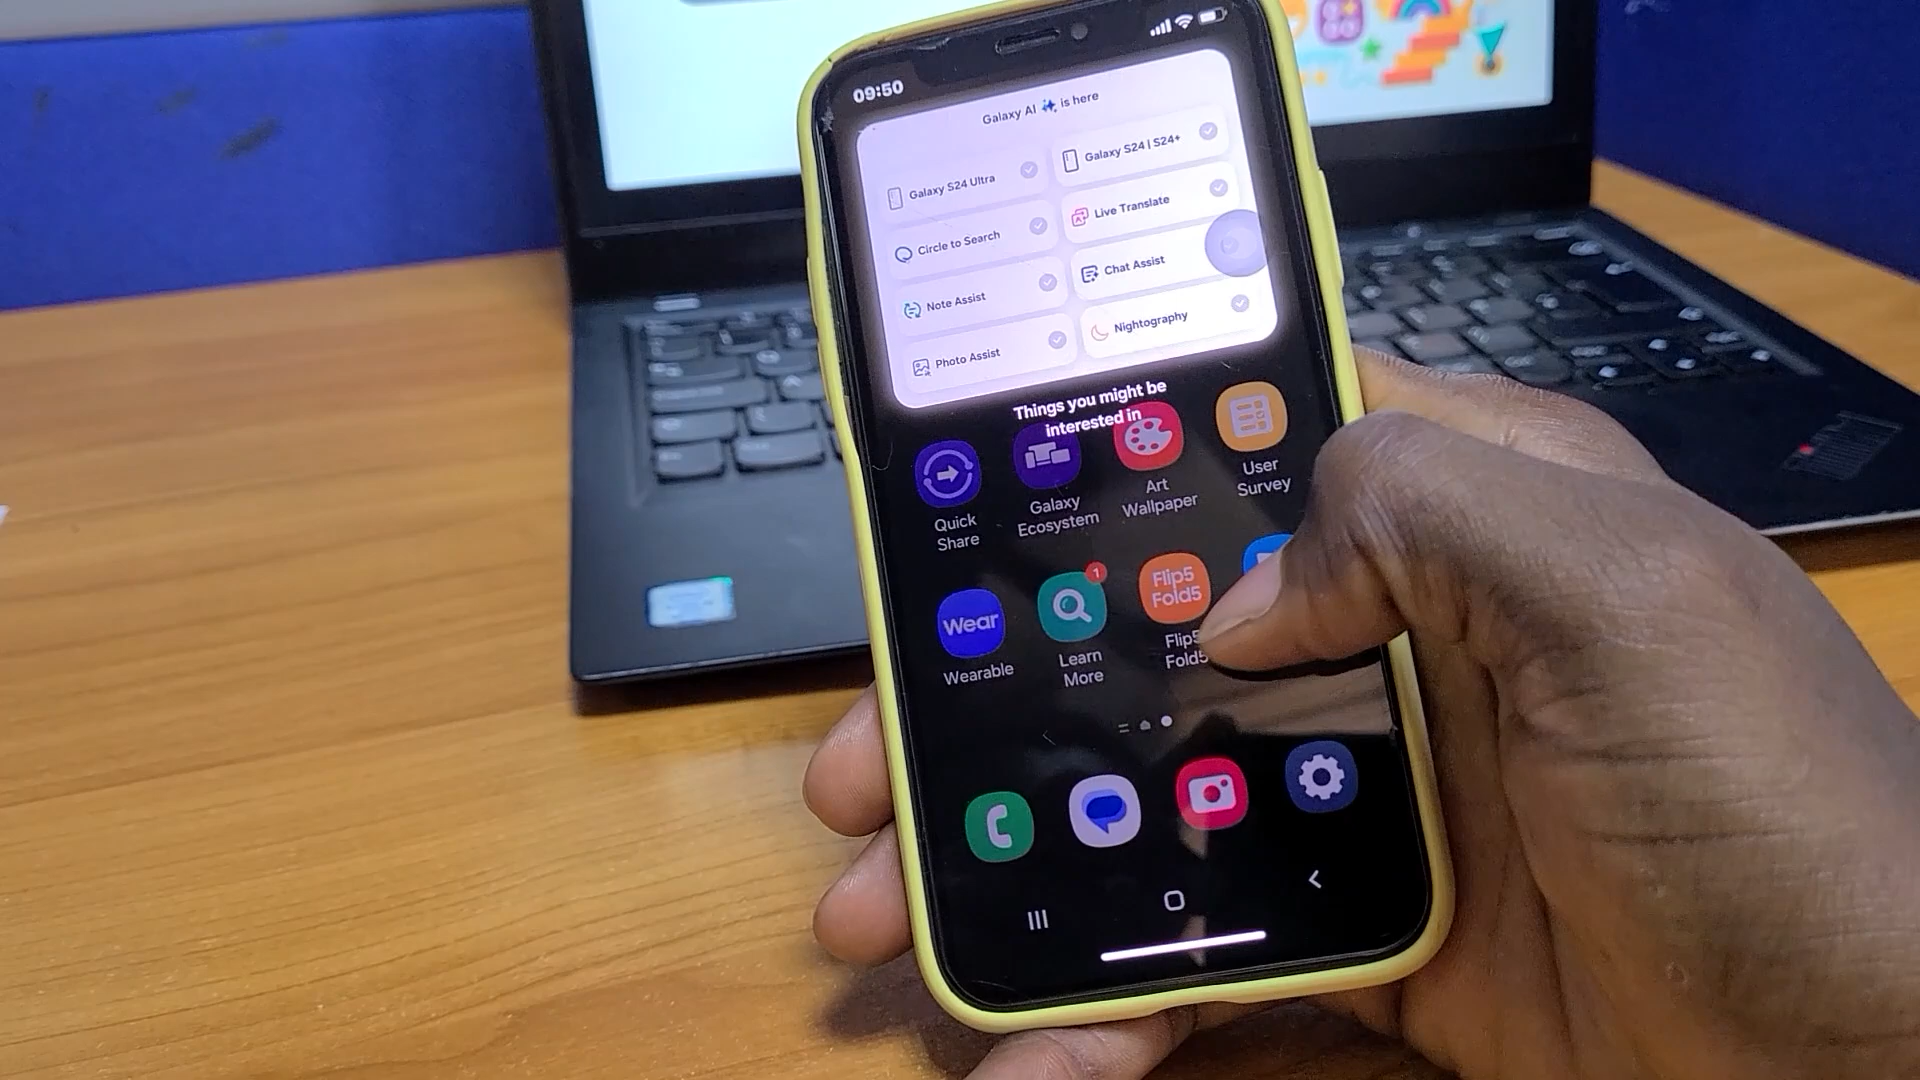 09:50
Galaxy AI is here
Galaxy S24 Ultra
Galaxy S24 | S24+
Circle to Search
Live Translate
Note Assist
Chat Assist
Photo Assist
Nightography
Things you might be
interested in
Quick
Share
Galaxy
Ecosystem
Art
Wallpaper
User
Survey
Wear
Wearable
1
Learn
More
Flip5
Fold5
Flip5
Fold5